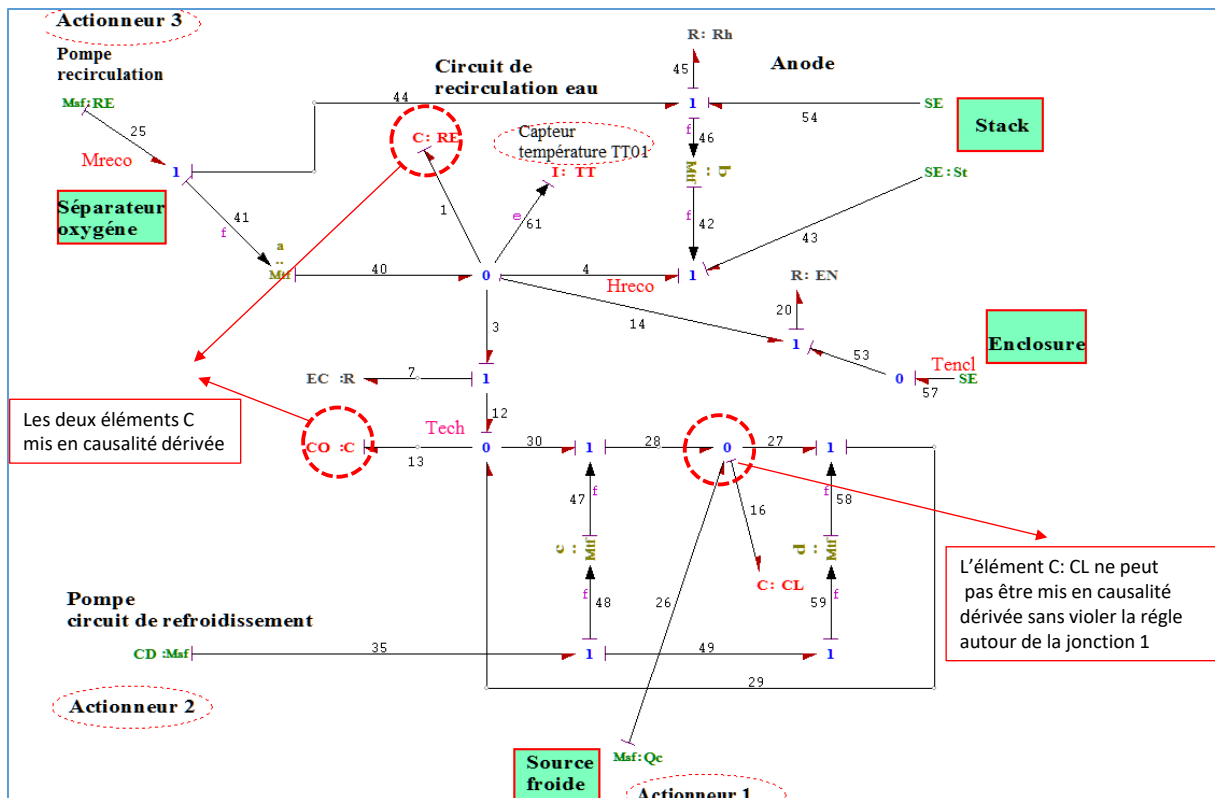 Actionneur 3
Pompe
recirculation
Msf:RE
25
Mreco
1
Séparateur
oxygéne
41
f
a
:
Mtf
40
44
Circuit de
recirculation eau
C: RE
1
Capteur
température TT01
I: TT
e
61
0
R: Rh
45
1
Anode
54
SE
Stack
f
46
Mtf
: b
f
42
SE:St
43
4
Hreco
1
R: EN
20
14
1
53
Enclosure
Tencl
0
SE
57
3
EC :R
7
1
12
Les deux éléments C
mis en causalité dérivée
Tech
CO :C
13
0
30
1
28
0
27
1
f
47
16
f
58
c :
Mtf
d :
Mtf
26
C: CL
f
48
f
59
L'élément C: CL ne peut
pas être mis en causalité
dérivée sans violer la régle
autour de la jonction 1
Pompe
circuit de refroidissement
CD :Msf
35
1
49
1
29
Actionneur 2
Msf:Qc
Source
froide
Actionneur 1